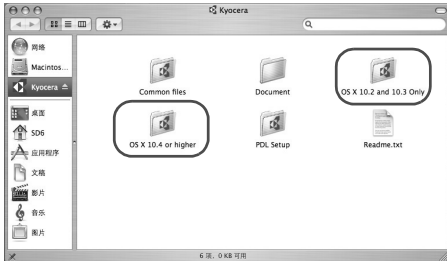 Kyocera
网络
Macintos...
Kyocera
桌面
SD6
应用程序
文稿
影片
音乐
图片
Common files
Document
OS X 10.2 and 10.3 Only
OS X 10.4 or higher
PDL Setup
Readme.txt
6 项，0 KB 可用